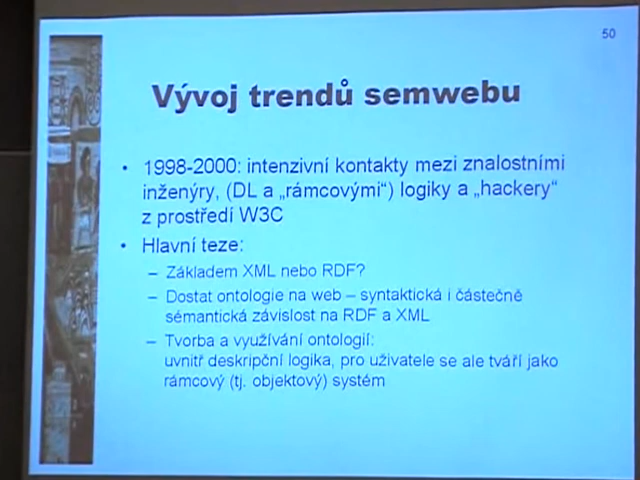 50
Vývoj trendů semwebu
• 1998-2000: intenzivní kontakty mezi znalostními
inženýry, (DL a „rámcovými“) logiky a „hackery“
z prostředí W3C
• Hlavní teze:
– Základem XML nebo RDF?
– Dostat ontologie na web – syntaktická i částečně
sémantická závislost na RDF a XML
– Tvorba a využívání ontologií:
uvnitř deskripční logika, pro uživatele se ale tváří jako
rámcový (tj. objektový) systém